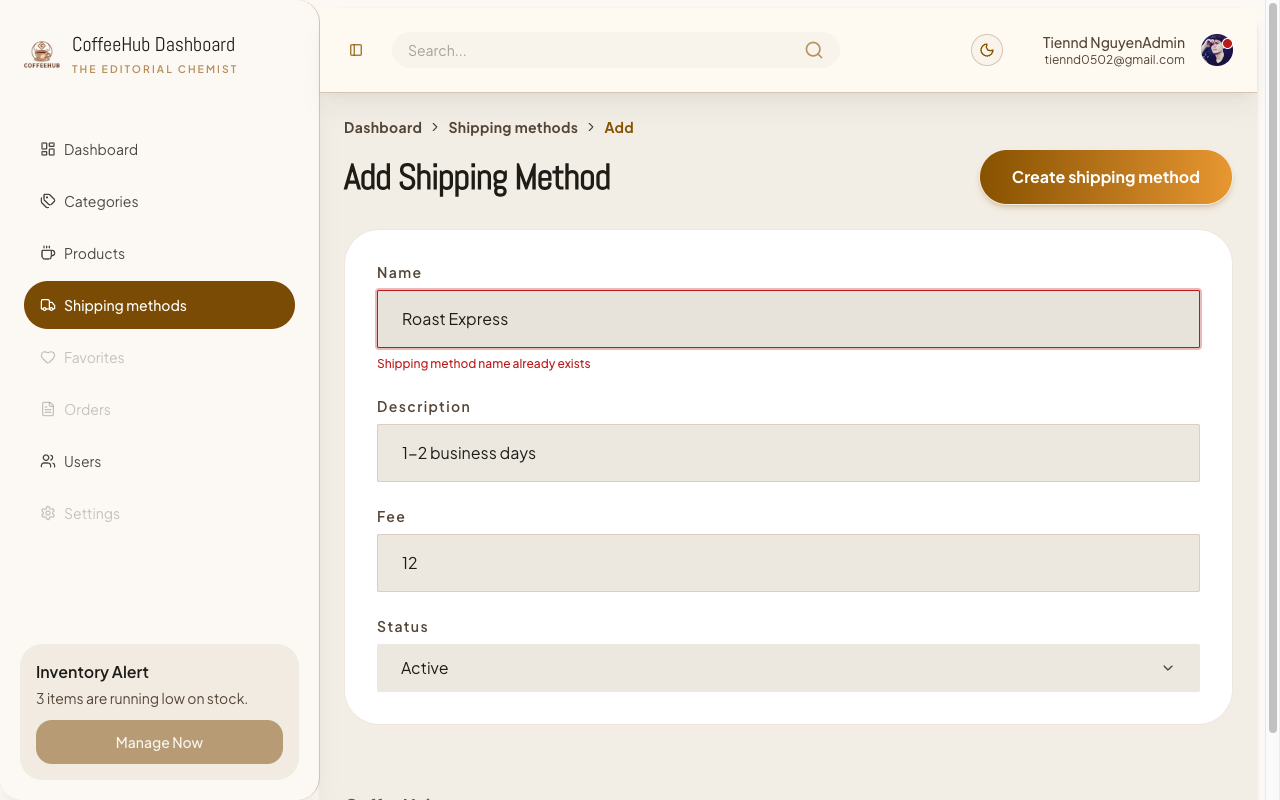 COFFEEHUB
CoffeeHub Dashboard
THE EDITORIAL CHEMIST
Dashboard
Categories
Products
Shipping methods
Favorites
Orders
Users
Settings
Inventory Alert
3 items are running low on stock.
Manage Now
Search...
Tiennd NguyenAdmin
tiennd0502@gmail.com
Dashboard > Shipping methods > Add
Add Shipping Method
Create shipping method
Name
Roast Express
Shipping method name already exists
Description
1–2 business days
Fee
12
Status
Active